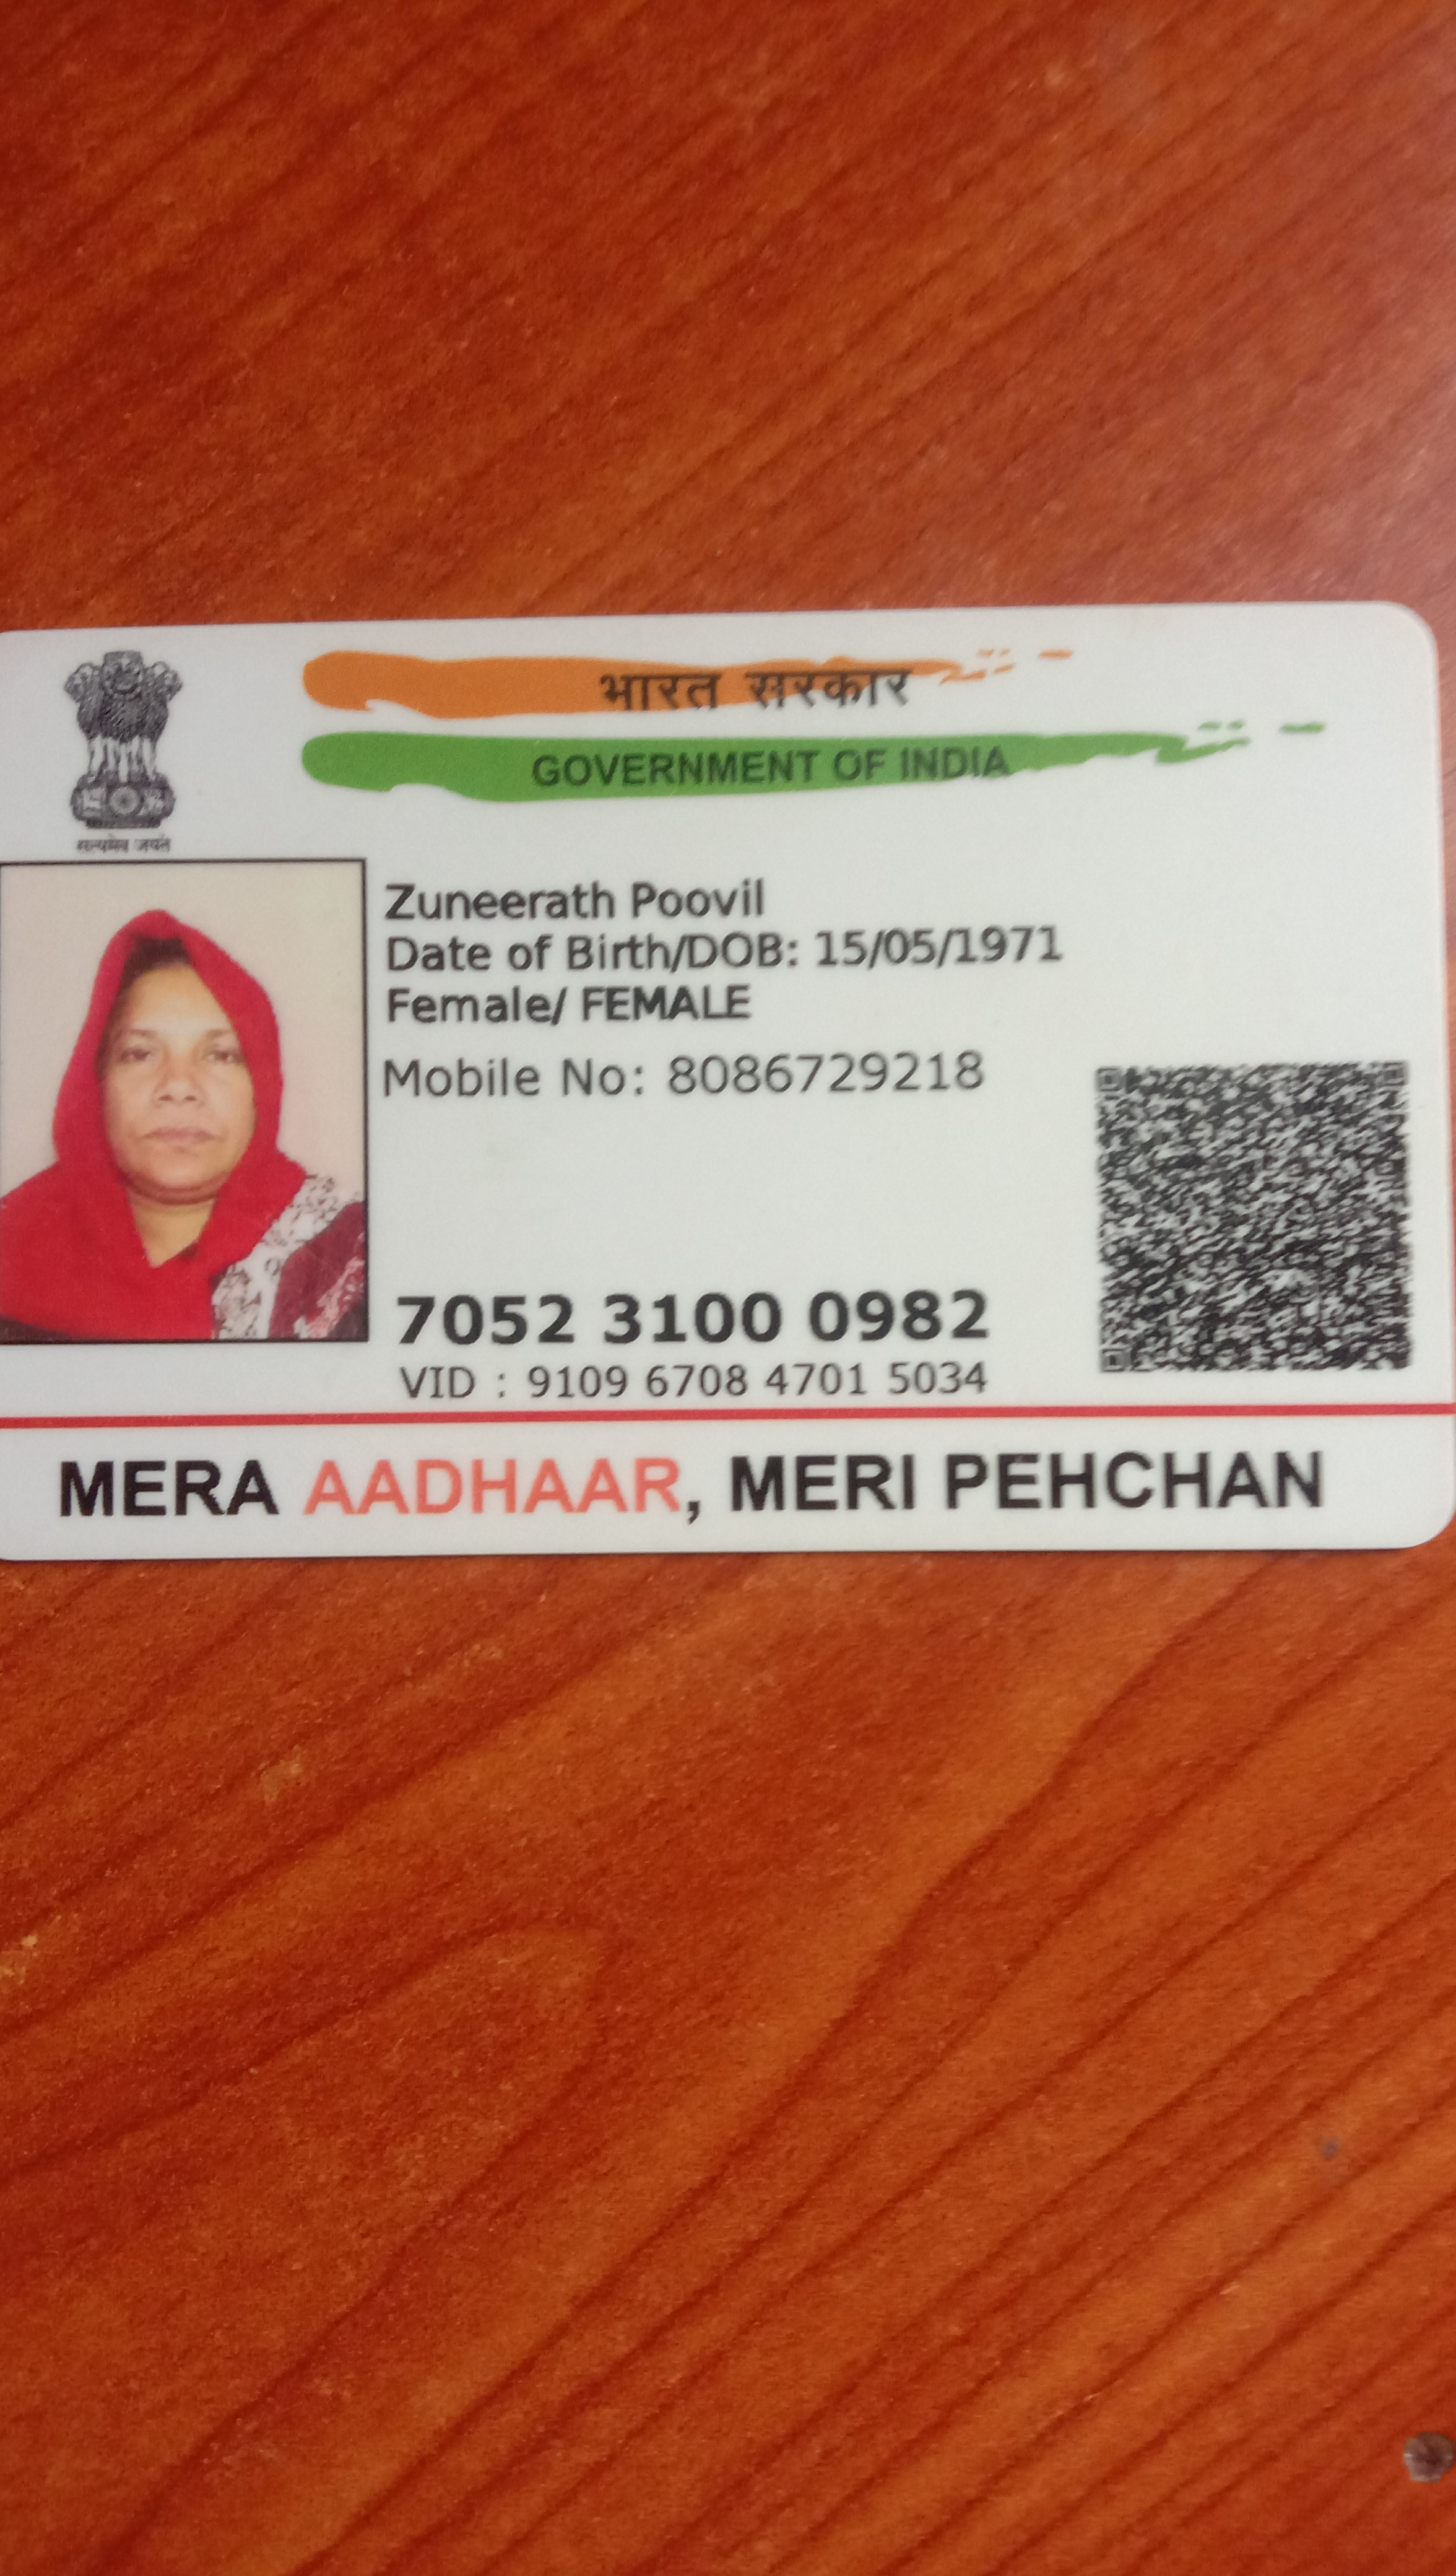 भारत सरकार
GOVERNMENT OF INDIA
सत्यमेव जयते
Zuneerath Poovil
Date of Birth/DOB: 15/05/1971
Female/ FEMALE
Mobile No: 8086729218
7052 3100 0982
VID : 9109 6708 4701 5034
MERA AADHAAR, MERI PEHCHAN